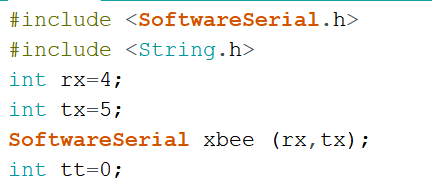 #include <SoftwareSerial.h>
#include <String.h>
int rx=4;
int tx=5;
SoftwareSerial xbee (rx,tx);
int tt=0;